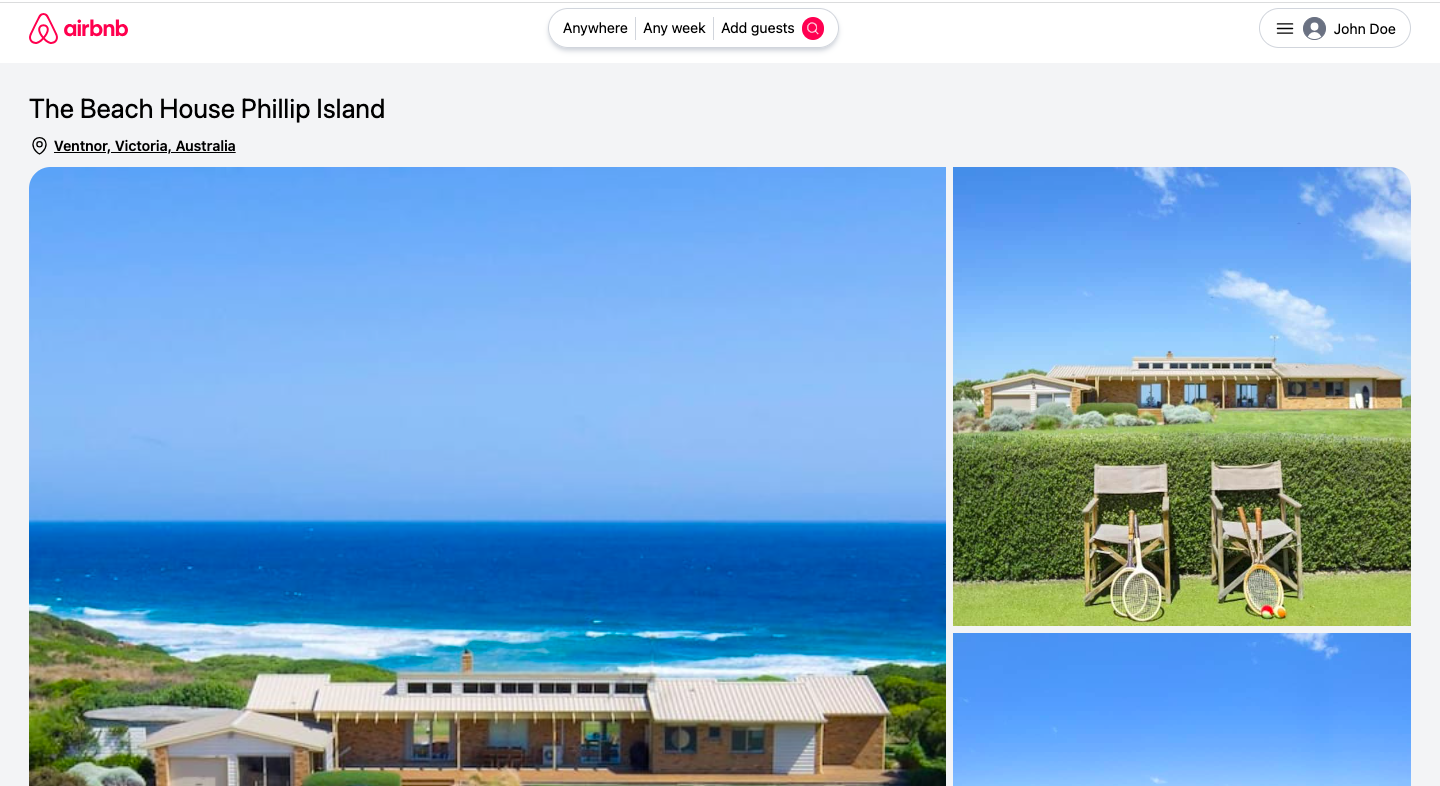 airbnb
Anywhere Any week Add guests
John Doe
The Beach House Phillip Island
Ventnor, Victoria, Australia